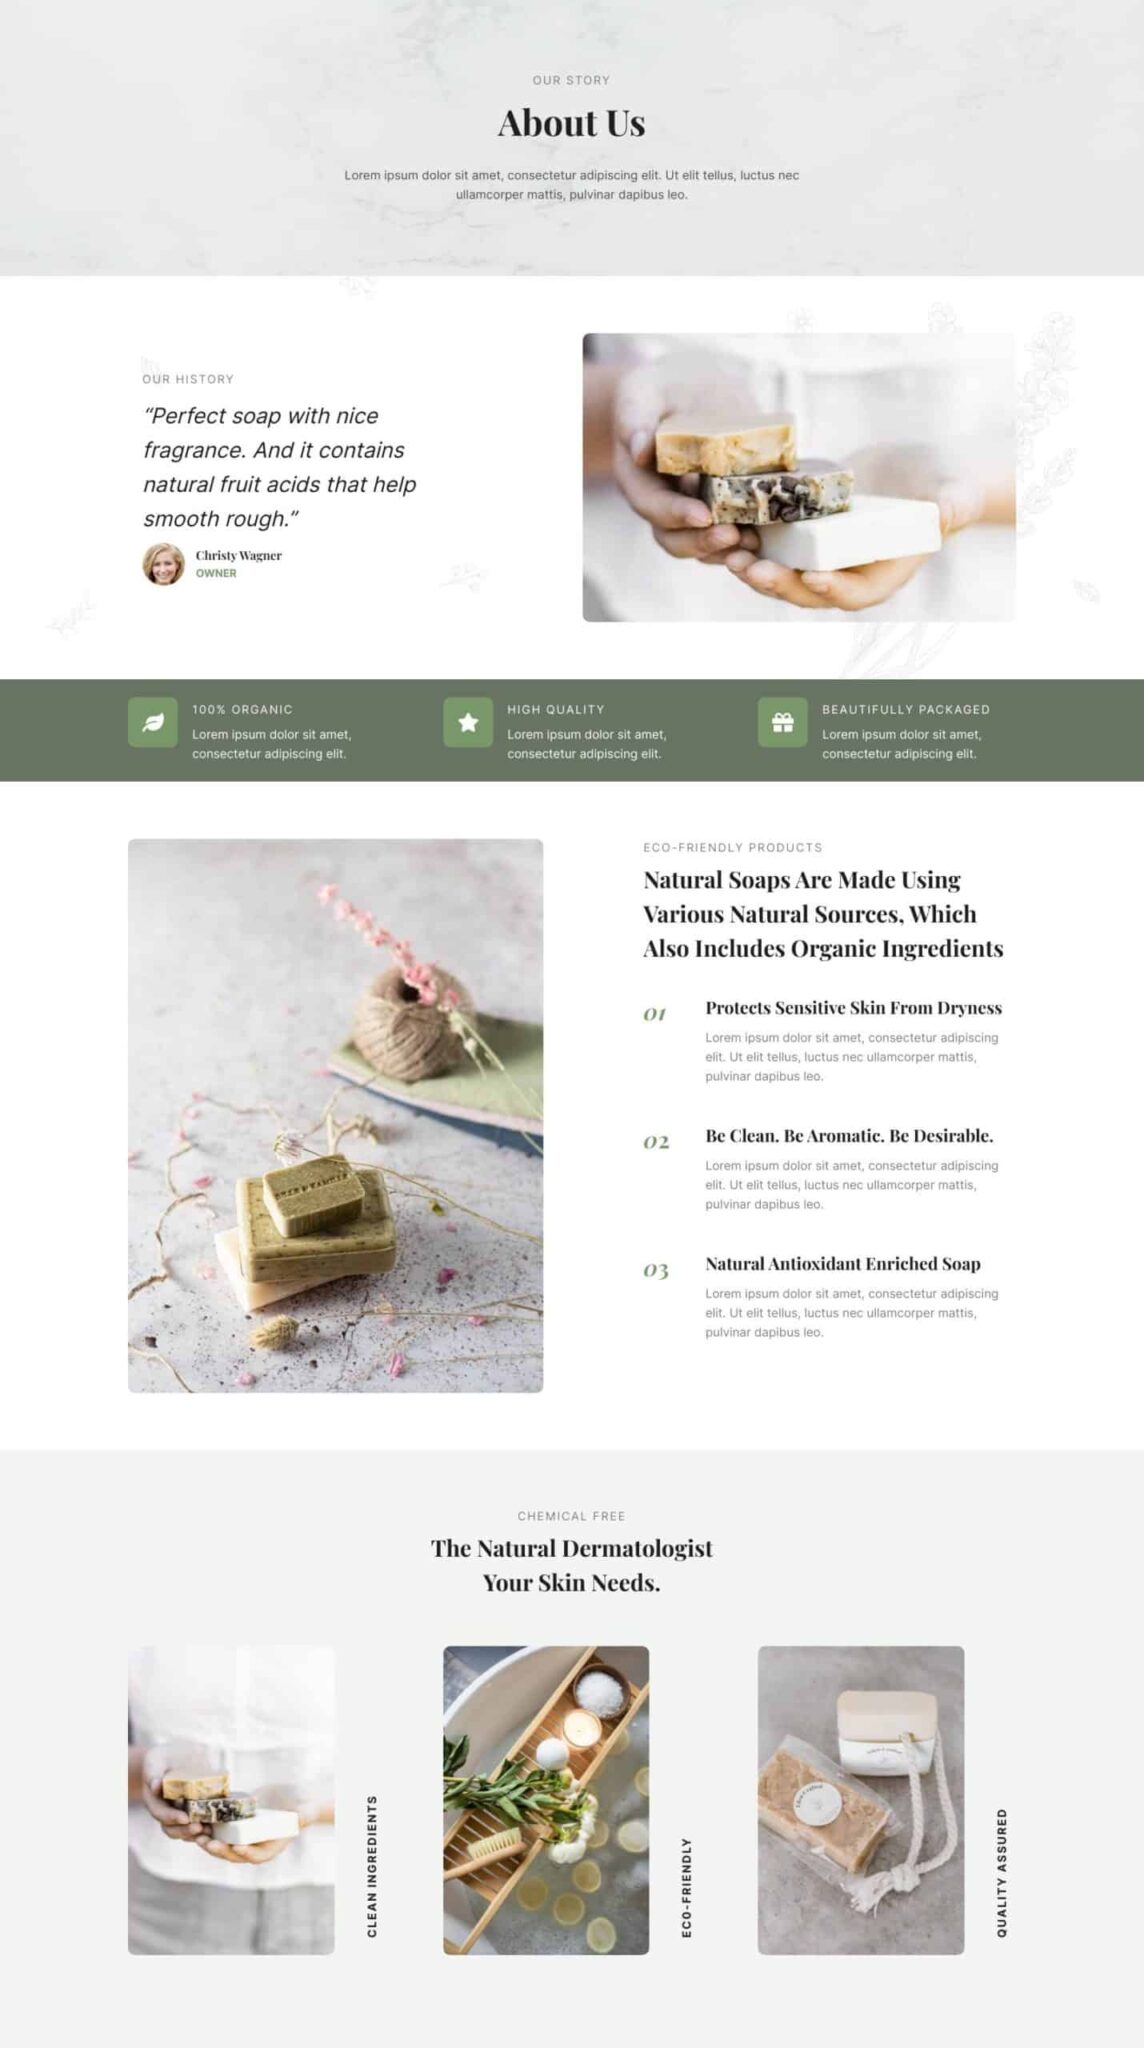 OUR STORY
About Us
Lorem ipsum dolor sit amet, consectetur adipiscing elit. Ut elit tellus, luctus nec
ullamcorper mattis, pulvinar dapibus leo.
OUR HISTORY
“Perfect soap with nice
fragrance. And it contains
natural fruit acids that help
smooth rough.”
Christy Wagner
OWNER
100% ORGANIC
Lorem ipsum dolor sit amet,
consectetur adipiscing elit.
HIGH QUALITY
Lorem ipsum dolor sit amet,
consectetur adipiscing elit.
BEAUTIFULLY PACKAGED
Lorem ipsum dolor sit amet,
consectetur adipiscing elit.
ECO-FRIENDLY PRODUCTS
Natural Soaps Are Made Using
Various Natural Sources, Which
Also Includes Organic Ingredients
01
Protects Sensitive Skin From Dryness
Lorem ipsum dolor sit amet, consectetur adipiscing
elit. Ut elit tellus, luctus nec ullamcorper mattis,
pulvinar dapibus leo.
02
Be Clean. Be Aromatic. Be Desirable.
Lorem ipsum dolor sit amet, consectetur adipiscing
elit. Ut elit tellus, luctus nec ullamcorper mattis,
pulvinar dapibus leo.
03
Natural Antioxidant Enriched Soap
Lorem ipsum dolor sit amet, consectetur adipiscing
elit. Ut elit tellus, luctus nec ullamcorper mattis,
pulvinar dapibus leo.
CHEMICAL FREE
The Natural Dermatologist
Your Skin Needs.
CLEAN INGREDIENTS
ECO-FRIENDLY
QUALITY ASSURED